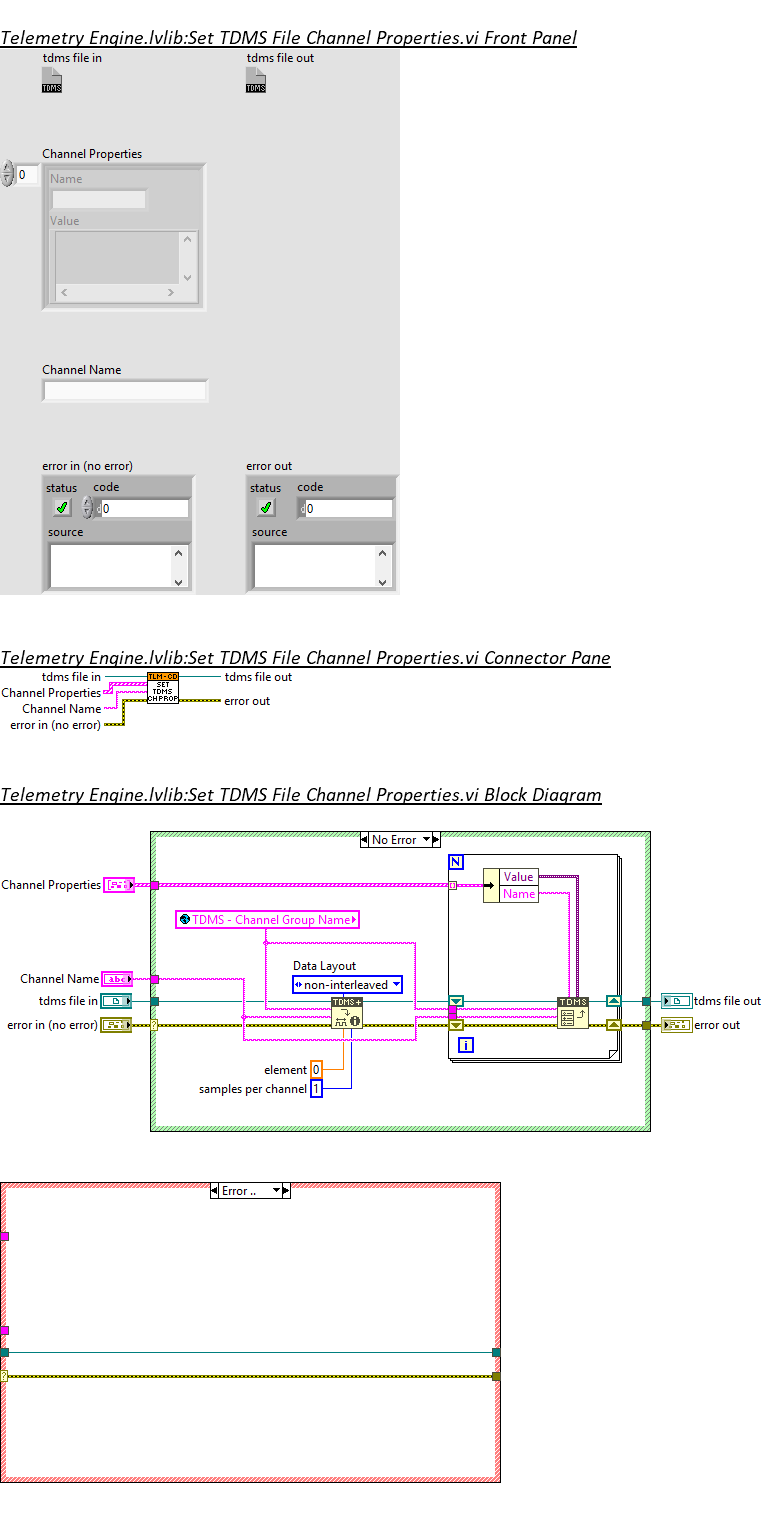 Telemetry Engine.lvlib:Set TDMS File Channel Properties.vi Front Panel
tdms file in
tdms file out
TDMS
TDMS
Channel Properties
0
Name
Value
Channel Name
error in (no error)
error out
status
code
status
code
d0
d0
source
source
Telemetry Engine.lvlib:Set TDMS File Channel Properties.vi Connector Pane
tdms file in
TLM-CD
tdms file out
Channel Properties
SET
TDMS
Channel Name
CH PROP
error out
error in (no error)
Telemetry Engine.lvlib:Set TDMS File Channel Properties.vi Block Diagram
No Error
N
Channel Properties
Value
Name
TDMS - Channel Group Name
Data Layout
Channel Name
abc
non-interleaved
tdms file in
TDMS+
TDMS
tdms file out
error in (no error)
?
error out
i
element
0
samples per channel
1
Error ..
?